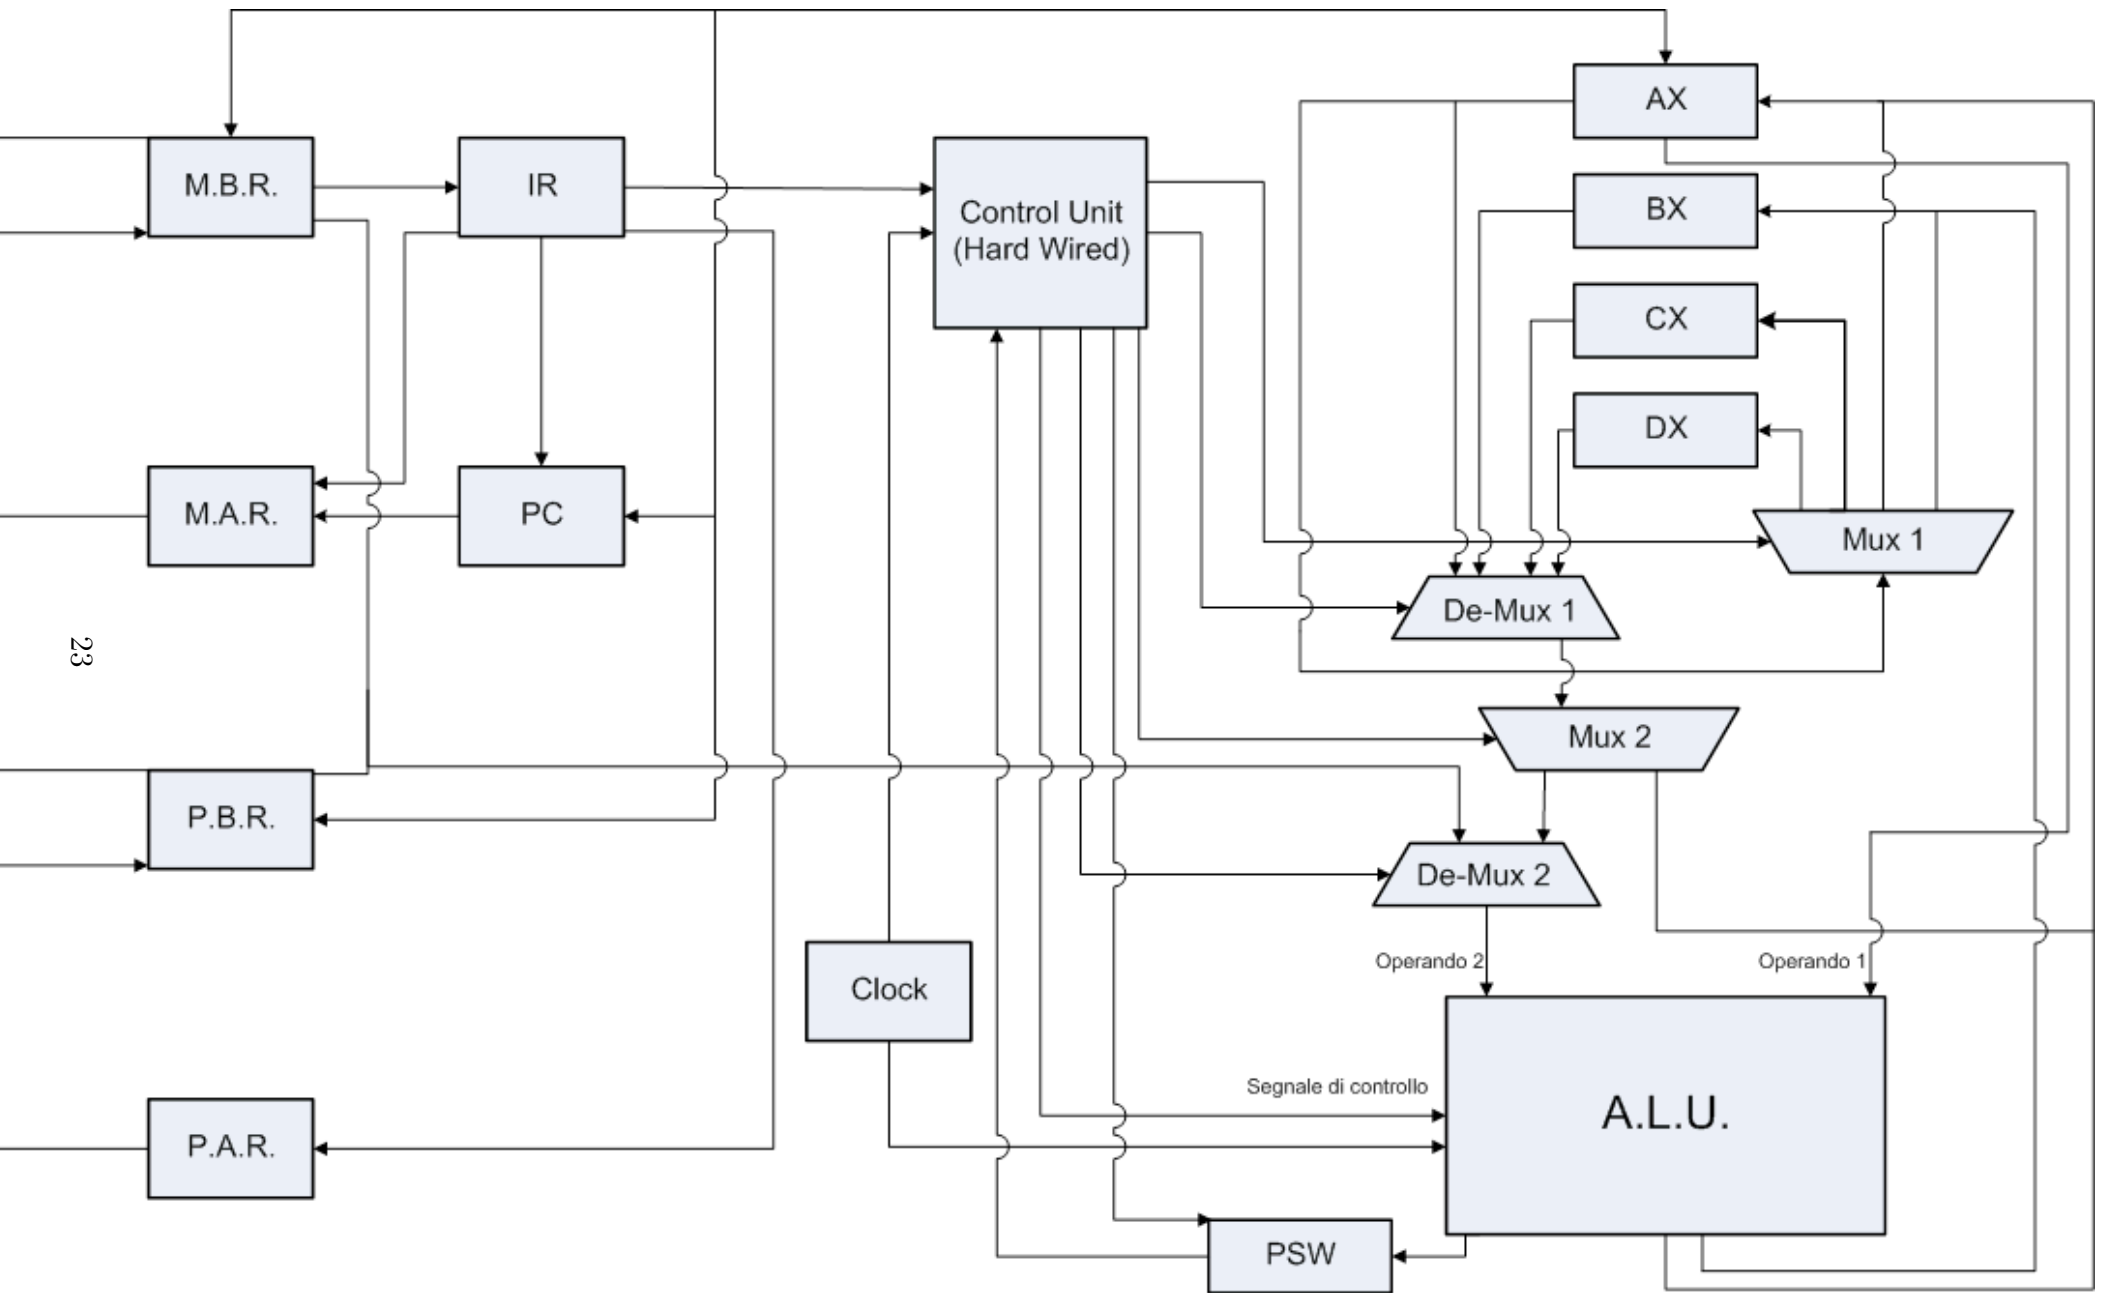 AX
M.B.R.
IR
Control Unit
(Hard Wired)
BX
CX
DX
M.A.R.
PC
Mux 1
De-Mux 1
23
Mux 2
P.B.R.
De-Mux 2
Operando 2
Operando 1
Clock
Segnale di controllo
A.L.U.
P.A.R.
PSW